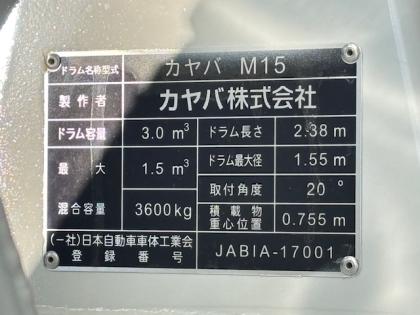 ドラム名称型式 カヤバ M15
製作者 カヤバ株式会社
ドラム容量 3.0 m³ ドラム長さ 2.38 m
最大 1.5 m³ ドラム最大径 1.55 m
混合容量 3600kg 取付角度 20 °
積載物重心位置 0.755 m
(一社)日本自動車車体工業会
登録番号 JABIA-17001